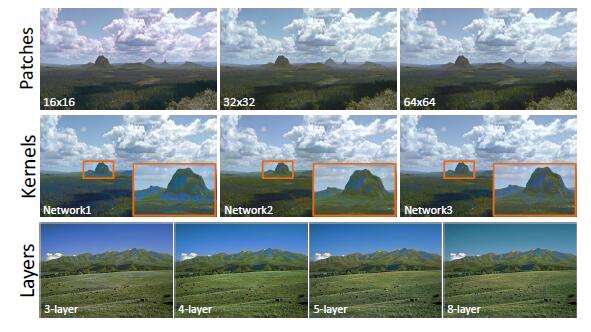 Patches
16x16
32x32
64x64
Kernels
Network1
Network2
Network3
Layers
3-layer
4-layer
5-layer
8-layer